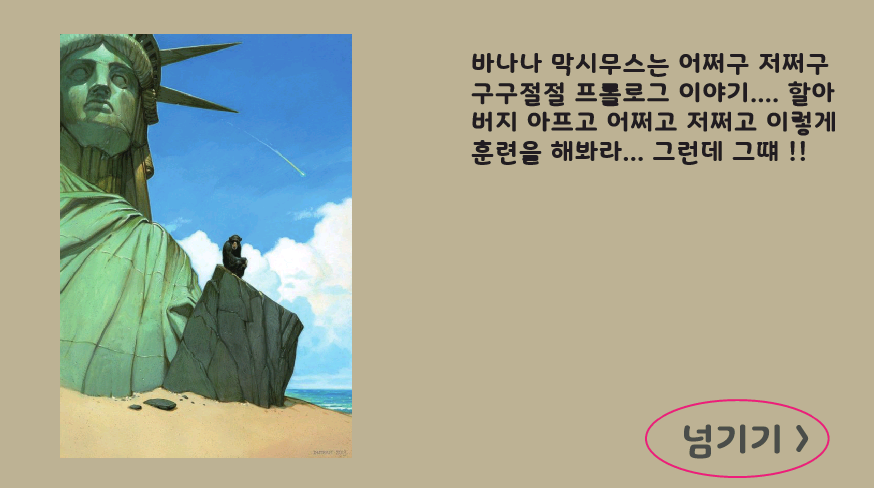 바나나 막시무스는 어쩌구 저쩌구
구구절절 프롤로그 이야기.... 할아
버지 아프고 어쩌고 저쩌고 이렇게
훈련을 해봐라... 그런데 그떄 !!
넘기기 >